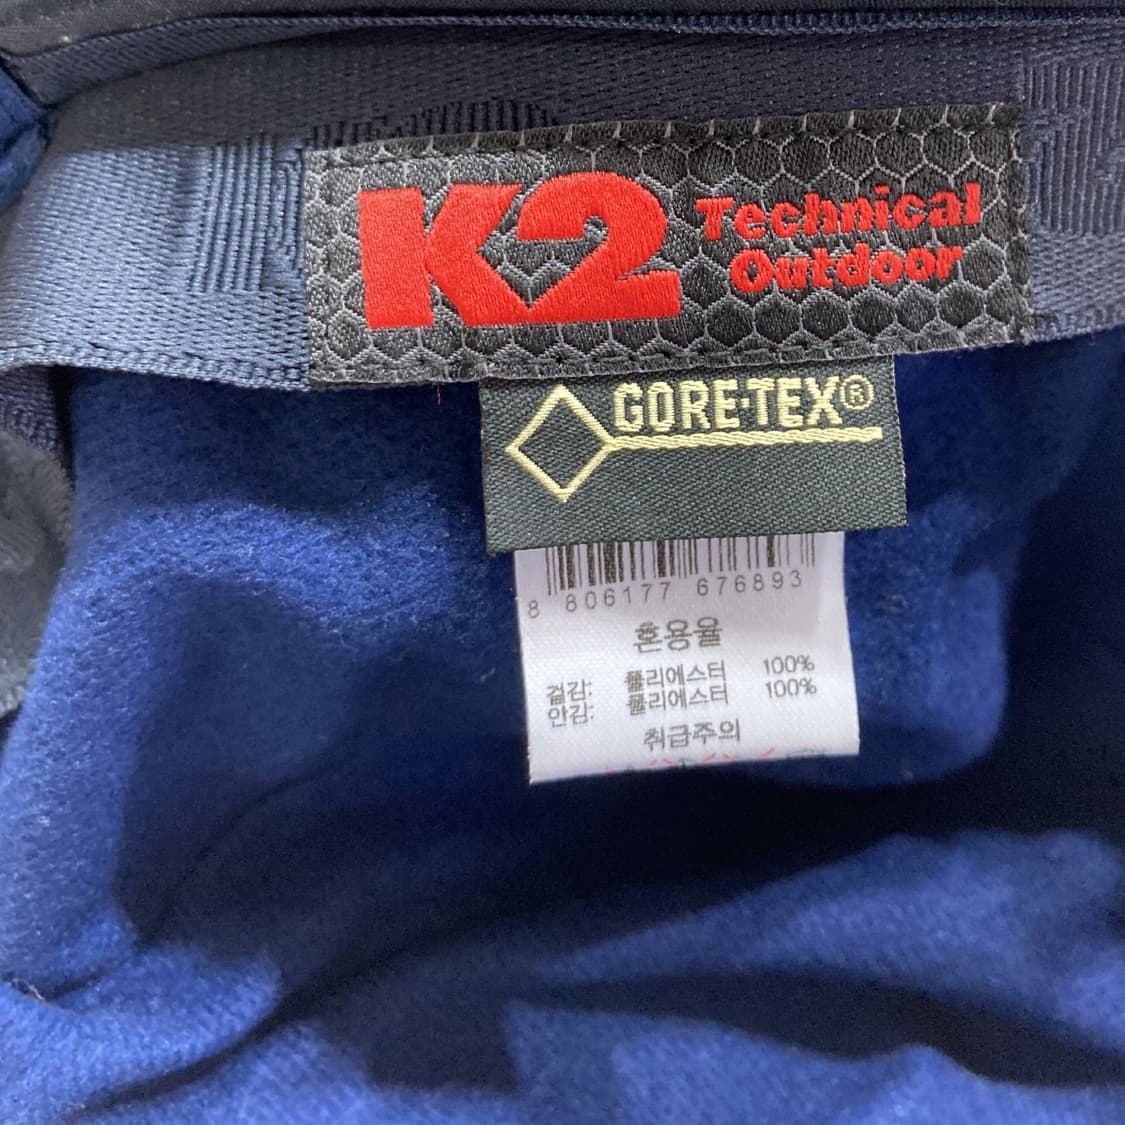 K2 Technical
Outdoor
GORE-TEX®
8 806177 676893
혼용율
겉감: 폴리에스터 100%
안감: 폴리에스터 100%
취급주의